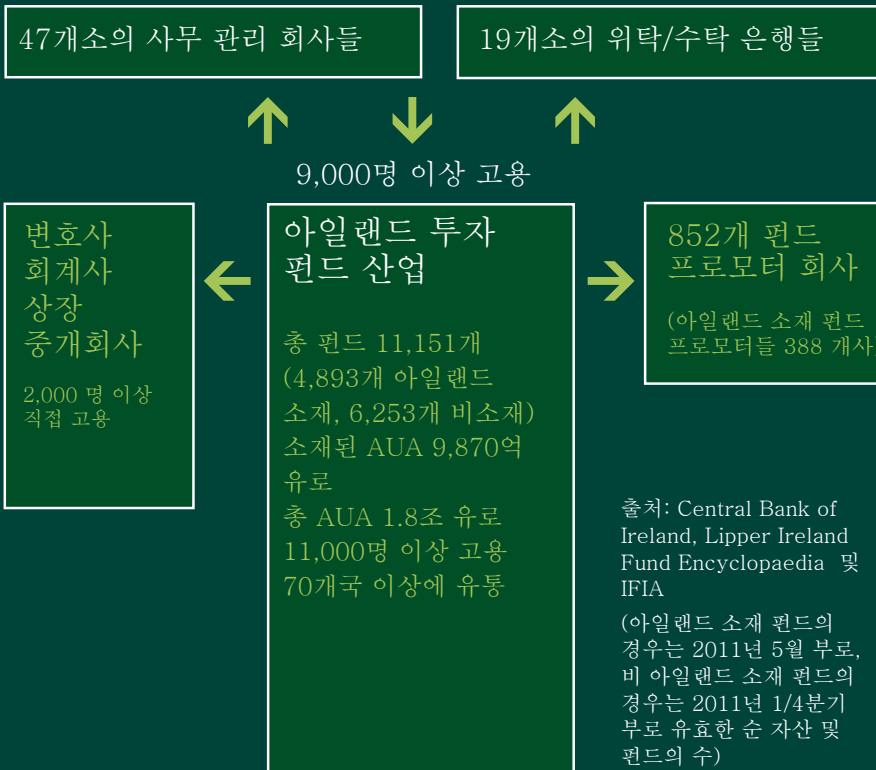 47개소의 사무 관리 회사들
19개소의 위탁/수탁 은행들
9,000명 이상 고용
변호사
회계사
상장
중개회사
2,000 명 이상
직접 고용
아일랜드 투자
펀드 산업
총 펀드 11,151개
(4,893개 아일랜드
소재, 6,253개 비소재)
소재된 AUA 9,870억
유로
총 AUA 1.8조 유로
11,000명 이상 고용
70개국 이상에 유통
852개 펀드
프로모터 회사
(아일랜드 소재 펀드
프로모터들 388 개사)
출처: Central Bank of
Ireland, Lipper Ireland
Fund Encyclopaedia 및
IFIA
(아일랜드 소재 펀드의
경우는 2011년 5월 부로,
비 아일랜드 소재 펀드의
경우는 2011년 1/4분기
부로 유효한 순 자산 및
펀드의 수)